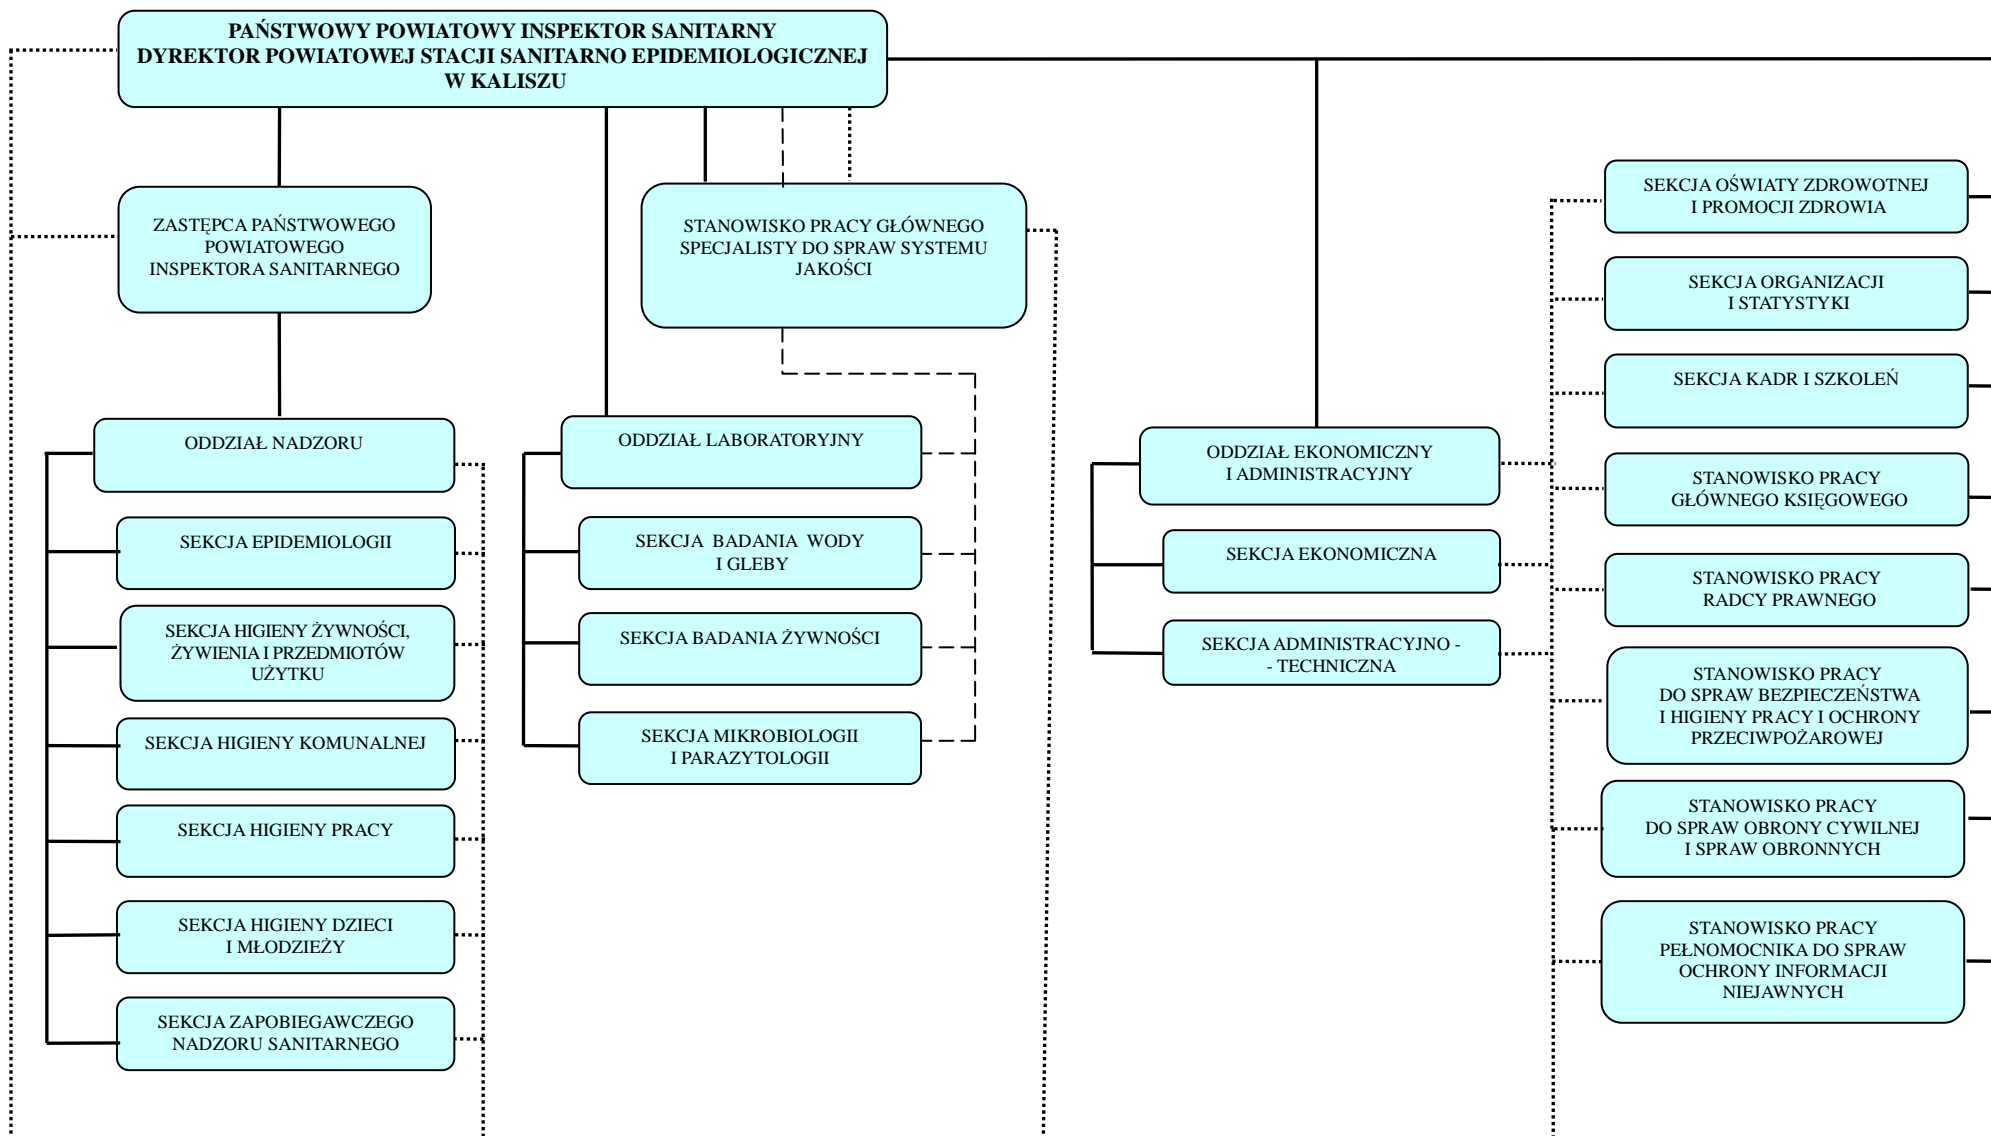 PAŃSTWOWY POWIATOWY INSPEKTOR SANITARNY
DYREKTOR POWIATOWEJ STACJI SANITARNO EPIDEMIOLOGICZNEJ
W KALISZU
ZASTĘPCA PAŃSTWOWEGO
POWIATOWEGO
INSPEKTORA SANITARNEGO
STANOWISKO PRACY GŁÓWNEGO
SPECJALISTY DO SPRAW SYSTEMU
JAKOŚCI
ODDZIAŁ NADZORU
SEKCJA EPIDEMIOLOGII
SEKCJA HIGIENY ŻYWNOŚCI,
ŻYWIENIA I PRZEDMIOTÓW
UŻYTKU
SEKCJA HIGIENY KOMUNALNEJ
SEKCJA HIGIENY PRACY
SEKCJA HIGIENY DZIECI
I MŁODZIEŻY
SEKCJA ZAPOBIEGAWCZEGO
NADZORU SANITARNEGO
ODDZIAŁ LABORATORYJNY
SEKCJA BADANIA WODY
I GLEBY
SEKCJA BADANIA ŻYWNOŚCI
SEKCJA MIKROBIOLOGII
I PARAZYTOLOGII
ODDZIAŁ EKONOMICZNY
I ADMINISTRACYJNY
SEKCJA EKONOMICZNA
SEKCJA ADMINISTRACYJNO -
- TECHNICZNA
SEKCJA OŚWIATY ZDROWOTNEJ
I PROMOCJI ZDROWIA
SEKCJA ORGANIZACJI
I STATYSTYKI
SEKCJA KADR I SZKOLEŃ
STANOWISKO PRACY
GŁÓWNEGO KSIĘGOWEGO
STANOWISKO PRACY
RADCY PRAWNEGO
STANOWISKO PRACY
DO SPRAW BEZPIECZEŃSTWA
I HIGIENY PRACY I OCHRONY
PRZECIWPOŻAROWEJ
STANOWISKO PRACY
DO SPRAW OBRONY CYWILNEJ
I SPRAW OBRONNYCH
STANOWISKO PRACY
PEŁNOMOCNIKA DO SPRAW
OCHRONY INFORMACJI
NIEJAWNYCH